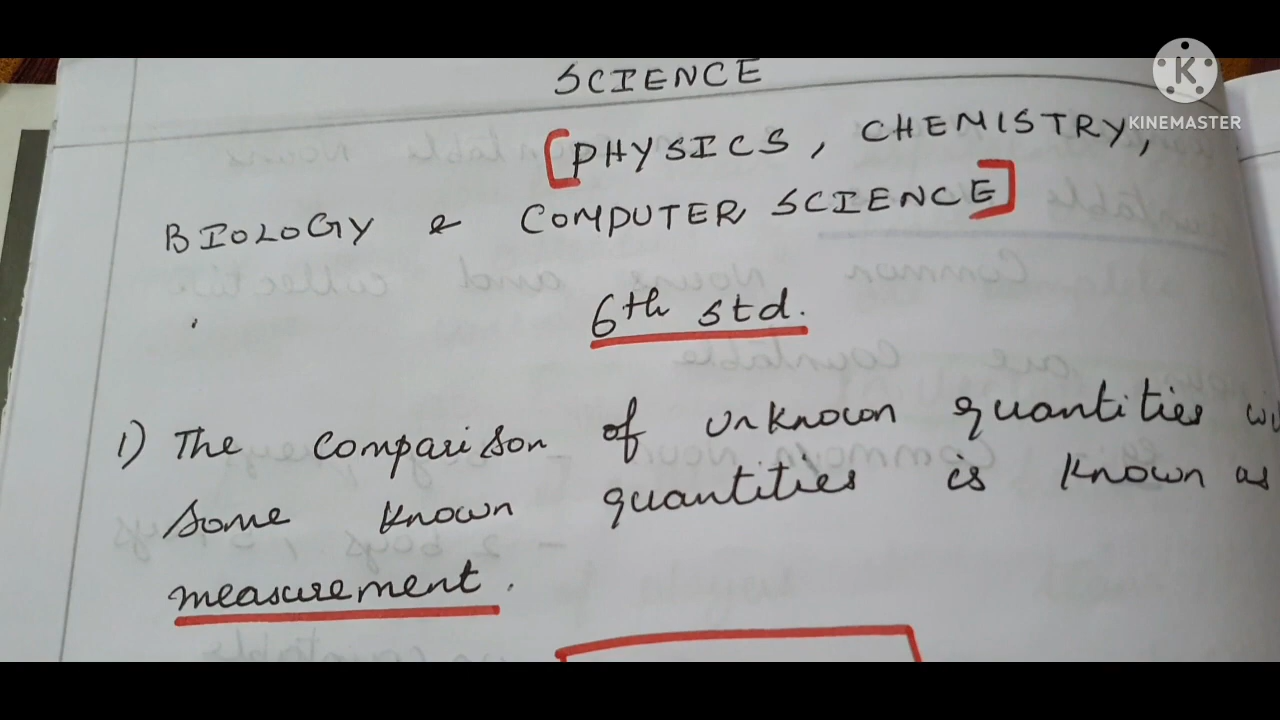 SCIENCE
[PHYSICS, CHEMISTRY,
BIOLOGY & COMPUTER SCIENCE]
6th std.
1) The comparison of unknown quantities
some known quantities is known as
measurement.
K
KINEMASTER